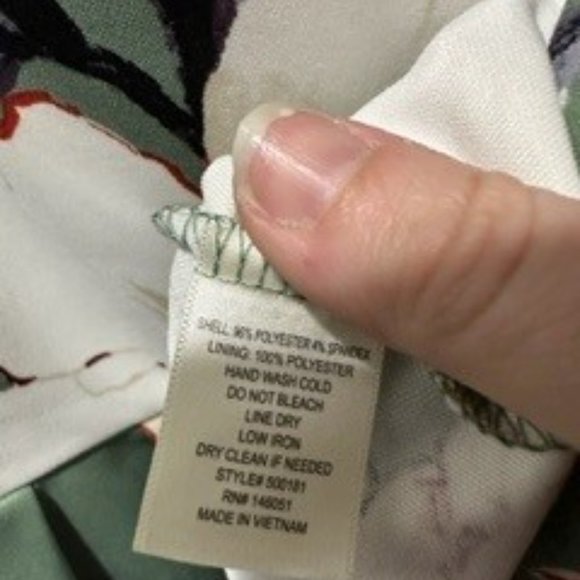 SHELL: 96% POLYESTER 4% SPANDEX
LINING: 100% POLYESTER
HAND WASH COLD
DO NOT BLEACH
LINE DRY
LOW IRON
DRY CLEAN IF NEEDED
STYLE# 500181
RN# 146051
MADE IN VIETNAM